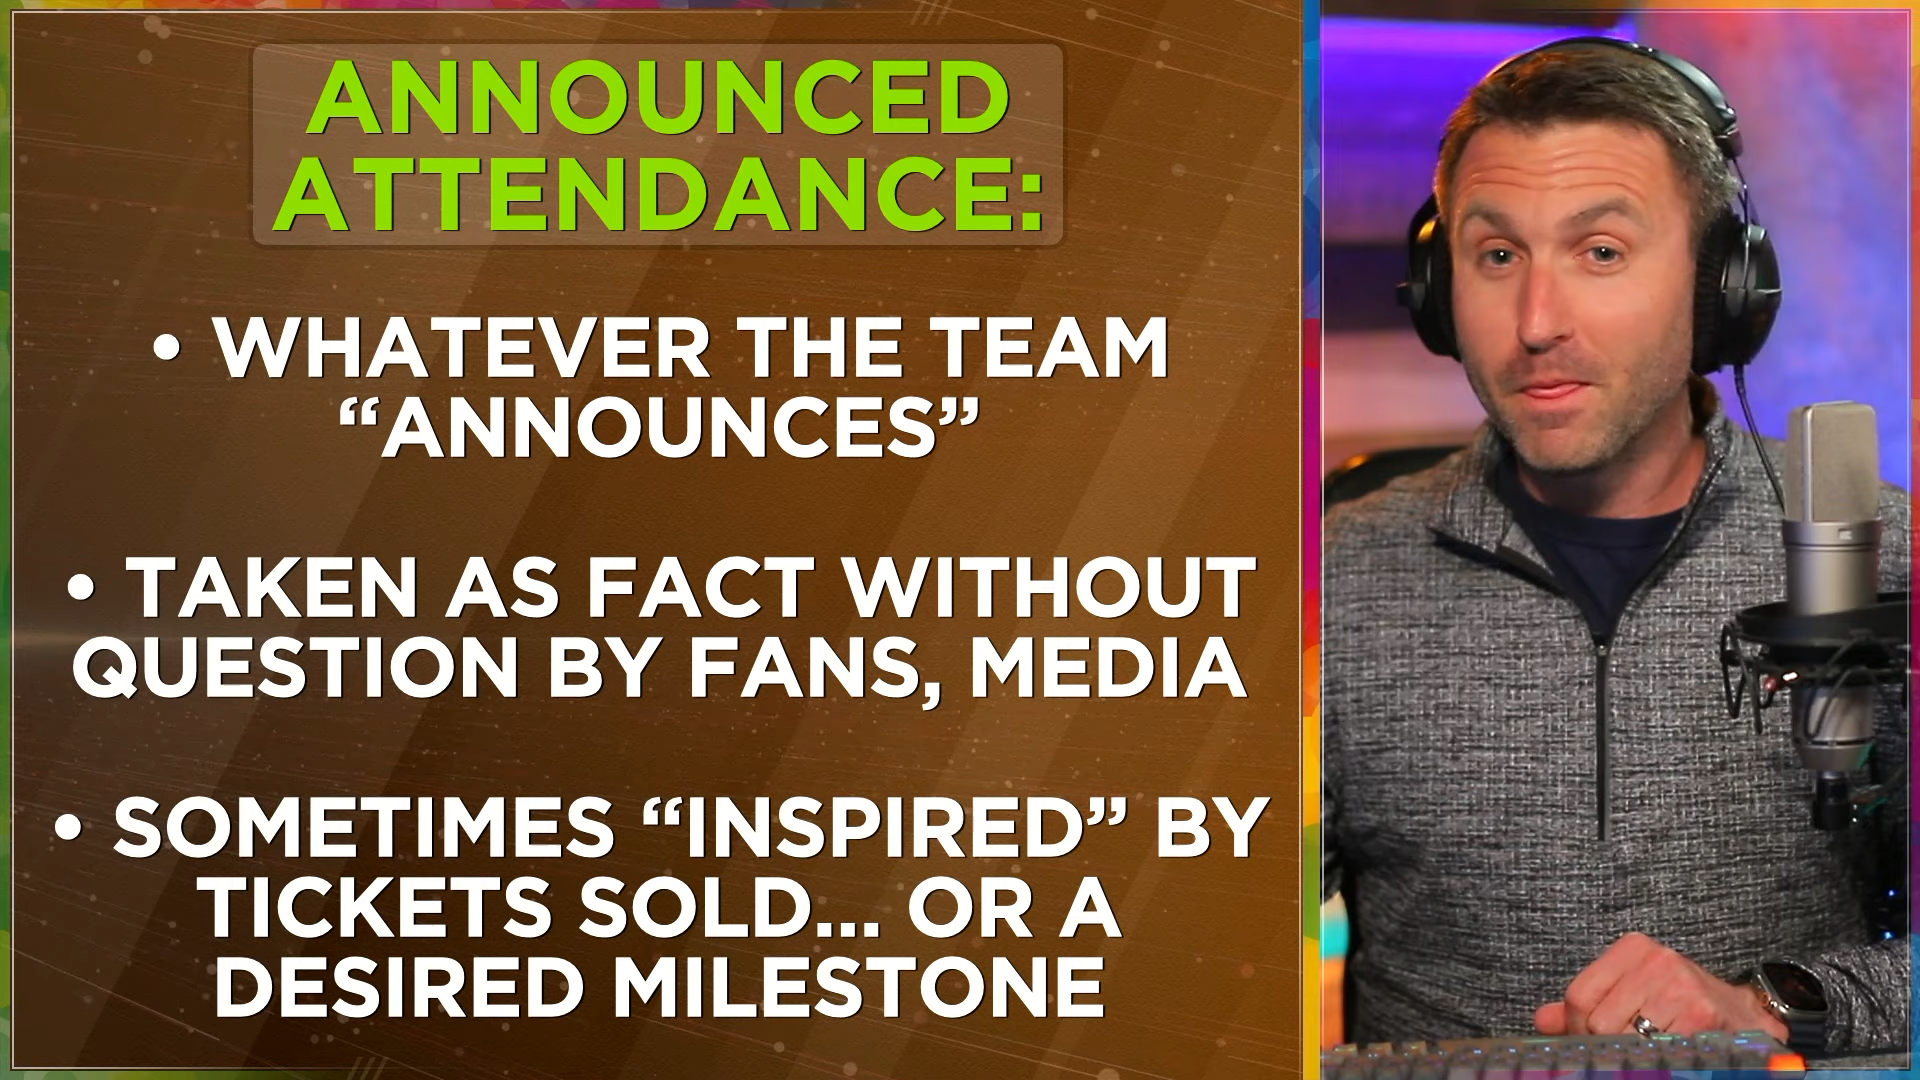 ANNOUNCED
ATTENDANCE:
• WHATEVER THE TEAM
“ANNOUNCES”
• TAKEN AS FACT WITHOUT
QUESTION BY FANS, MEDIA
• SOMETIMES “INSPIRED” BY
TICKETS SOLD... OR A
DESIRED MILESTONE